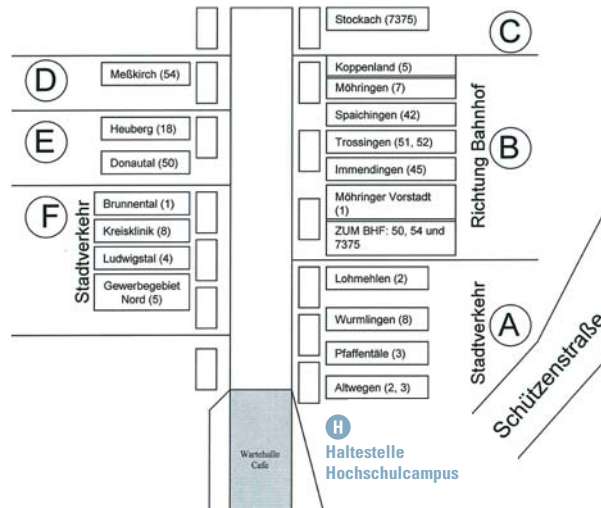 Stockach (7375)
C
D
Meßkirch (54)
Koppenland (5)
Möhringen (7)
Spaichingen (42)
Trossingen (51, 52)
Immendingen (45)
Möhringer Vorstadt
(1)
ZUM BHF: 50, 54 und
7375
Richtung Bahnhof
B
E
Heuberg (18)
Donautal (50)
F
Stadtverkehr
Brunnental (1)
Kreisklinik (8)
Ludwigstal (4)
Gewerbegebiet
Nord (5)
Lohmehlen (2)
Wurmlingen (8)
Pfaffentäle (3)
Altwegen (2, 3)
Stadtverkehr
A
Schützenstraße
Wartehalle
Cafe
H
Haltestelle
Hochschulcampus